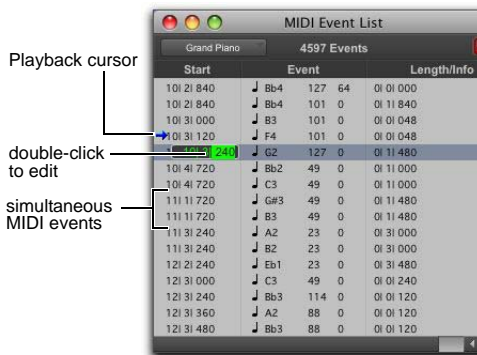 MIDI Event List
Grand Piano 4597 Events
Start Event Length/Info
Playback cursor
double-click
to edit
simultaneous
MIDI events
10| 2| 840 Bb4 127 64 0| 0| 000
10| 2| 840 Bb4 101 0 0| 1| 840
10| 3| 000 B3 101 0 0| 0| 048
10| 3| 120 F4 101 0 0| 0| 048
240 G2 127 0 0| 1| 480
10| 4| 720 Bb2 49 0 0| 1| 000
10| 4| 720 C3 49 0 0| 1| 000
11| 1| 720 G#3 49 0 0| 1| 480
11| 1| 720 B3 49 0 0| 1| 480
11| 3| 240 A2 23 0 0| 3| 000
11| 3| 240 B2 23 0 0| 3| 000
12| 2| 240 Eb1 23 0 0| 3| 480
12| 3| 000 C3 49 0 0| 0| 240
12| 3| 240 Bb3 114 0 0| 0| 120
12| 3| 360 A2 88 0 0| 0| 120
12| 3| 480 Bb3 88 0 0| 0| 120